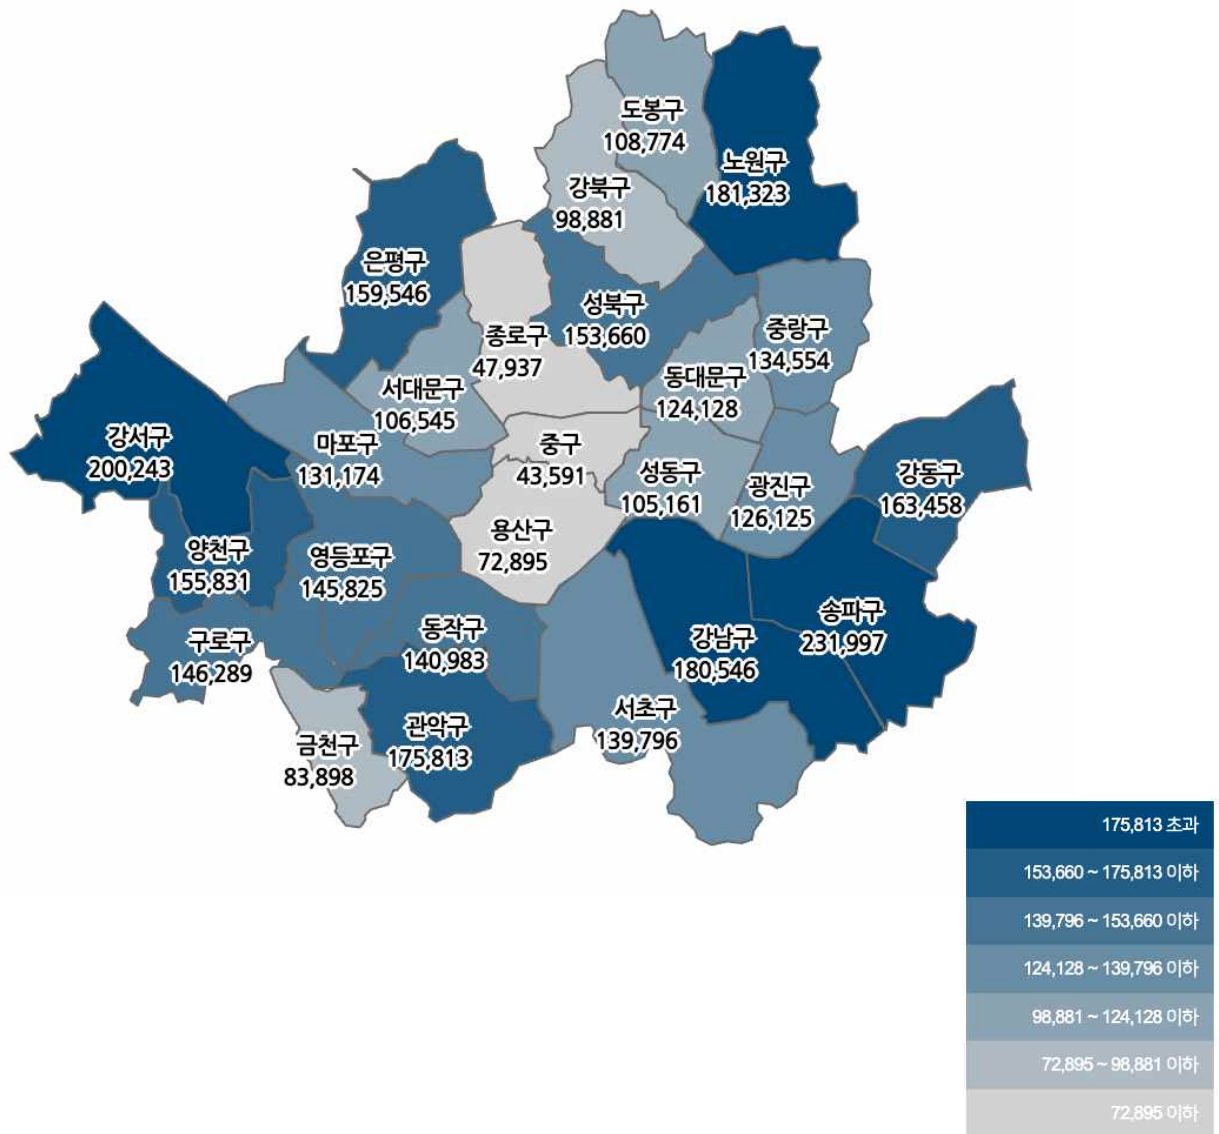 도봉구
108,774
노원구
181,323
강북구
98,881
은평구
159,546
성북구
153,660
종로구
47,937
중랑구
134,554
동대문구
124,128
서대문구
106,545
강서구
200,243
마포구
131,174
중구
43,591
성동구
105,161
광진구
126,125
강동구
163,458
용산구
72,895
양천구
155,831
영등포구
145,825
구로구
146,289
동작구
140,983
강남구
180,546
송파구
231,997
서초구
139,796
관악구
175,813
금천구
83,898
175,813 초과
153,660 ~ 175,813 이하
139,796 ~ 153,660 이하
124,128 ~ 139,796 이하
98,881 ~ 124,128 이하
72,895 ~ 98,881 이하
72,895 이하